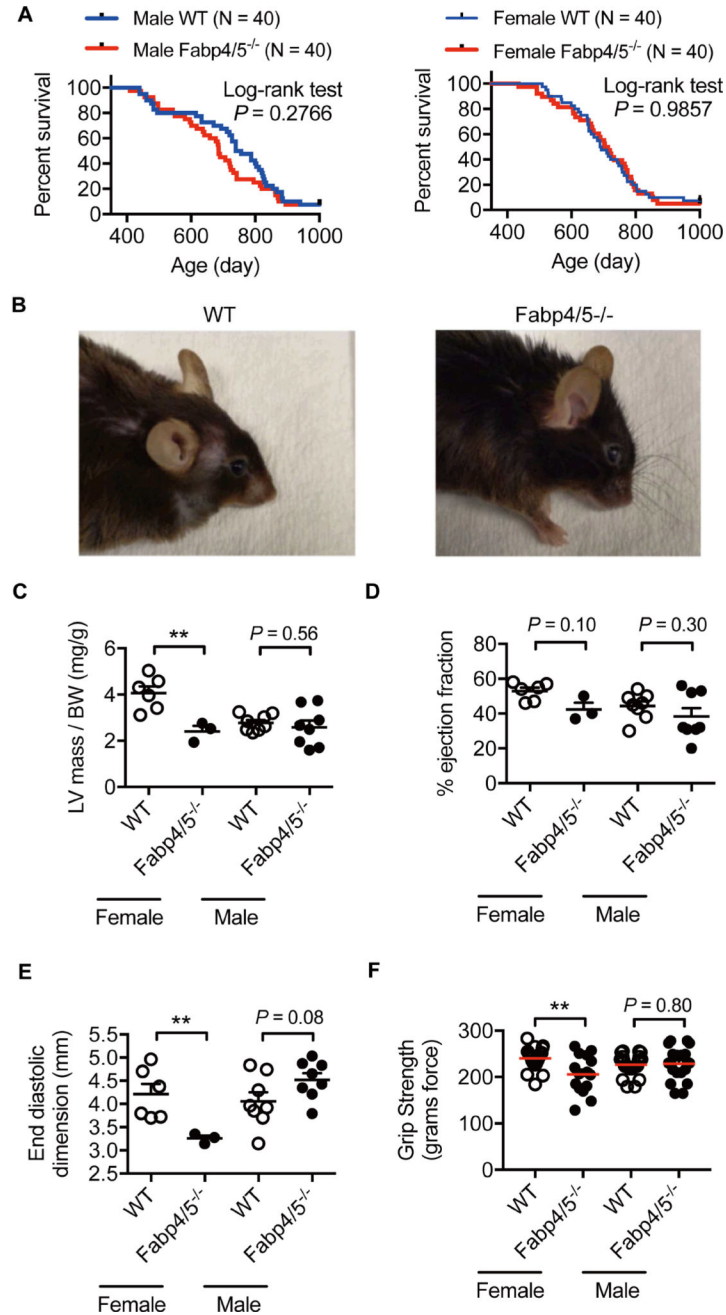 A
Male WT (N = 40)
Male Fabp4/5-/- (N = 40)
Log-rank test
P = 0.2766
Percent survival
100
80
60
40
20
0
400 600 800 1000
Age (day)
Female WT (N = 40)
Female Fabp4/5-/- (N = 40)
Log-rank test
P = 0.9857
Percent survival
100
80
60
40
20
0
400 600 800 1000
Age (day)
B
WT
Fabp4/5-/-
C
LV mass / BW (mg/g)
6
4
2
0
**
P = 0.56
WT
Fabp4/5-/-
WT
Fabp4/5-/-
Female Male
D
% ejection fraction
80
60
40
20
0
P = 0.10
P = 0.30
WT
Fabp4/5-/-
WT
Fabp4/5-/-
Female Male
E
End diastolic
dimension (mm)
5.5
5.0
4.5
4.0
3.5
3.0
2.5
**
P = 0.08
WT
Fabp4/5-/-
WT
Fabp4/5-/-
Female Male
F
Grip Strength
(grams force)
300
200
100
0
**
P = 0.80
WT
Fabp4/5-/-
WT
Fabp4/5-/-
Female Male